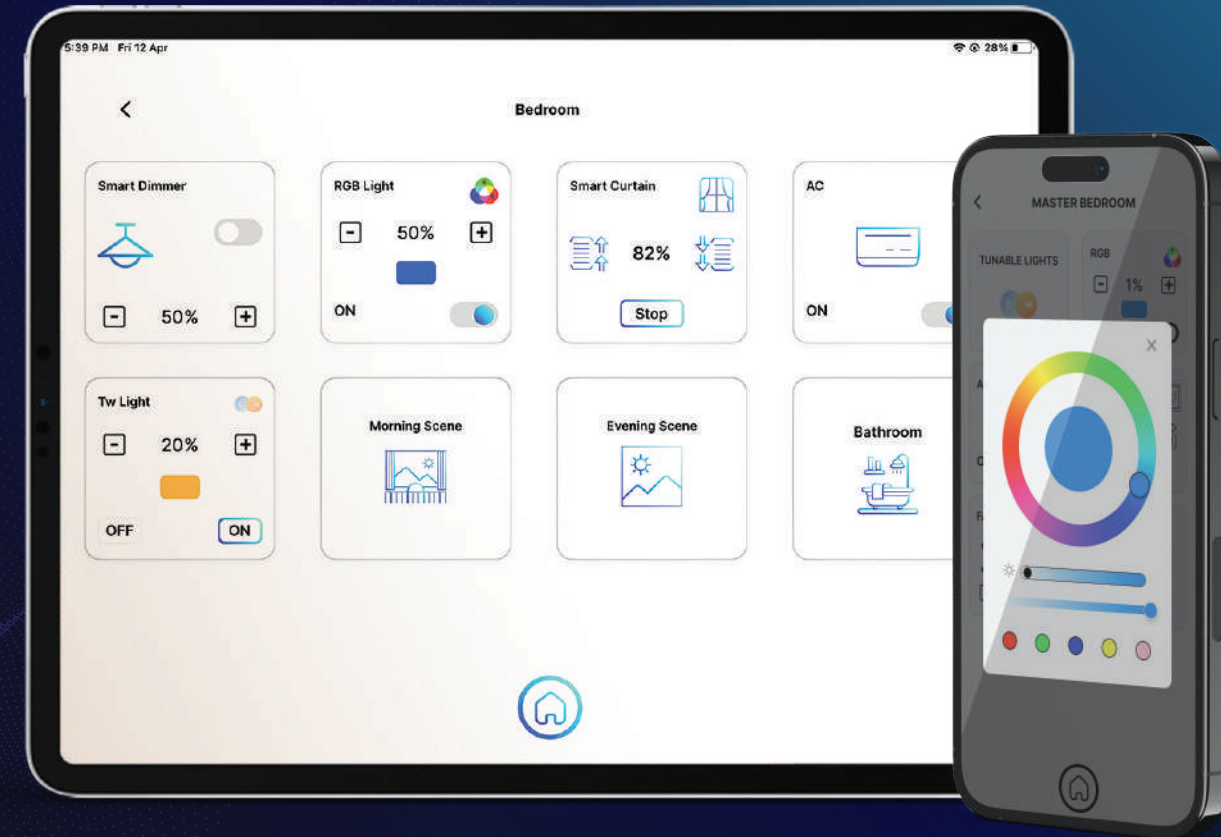 5:39 PM Fri 12 Apr
28%
Bedroom
Smart Dimmer
- 50% +
RGB Light
- 50% +
ON
Smart Curtain
82%
Stop
AC
ON
Tw Light
- 20% +
OFF ON
Morning Scene
Evening Scene
Bathroom
MASTER BEDROOM
TUNABLE LIGHTS
RGB
- 1% +
X